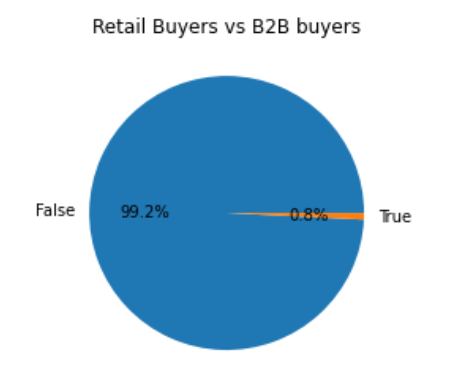 Retail Buyers vs B2B buyers
False
99.2%
0.8%
True